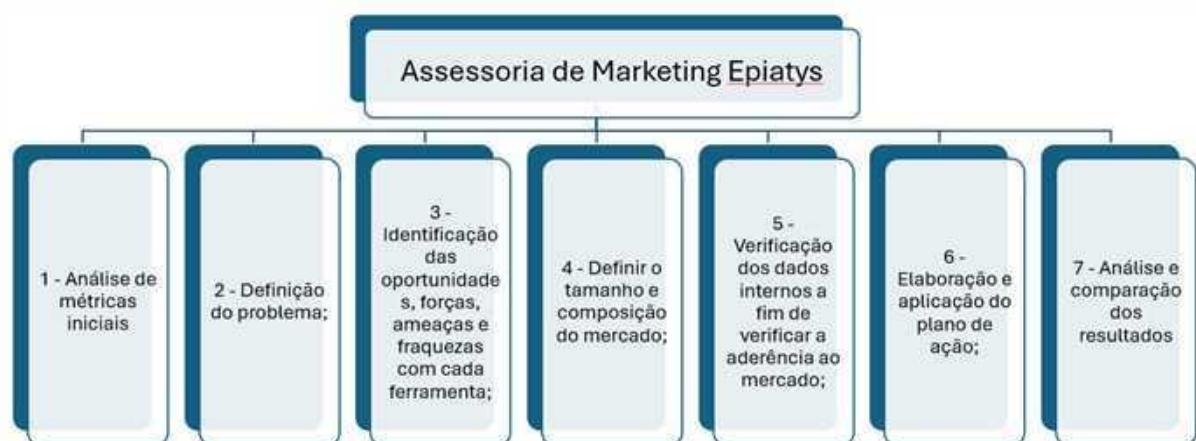 Assessoria de Marketing Epiatys
1 - Análise de
métricas
iniciais
2 - Definição
do problema;
3 -
Identificação
das
oportunidade
s, forças,
ameaças e
fraquezas
com cada
ferramenta;
4 - Definir o
tamanho e
composição
do mercado;
5 -
Verificação
dos dados
internos a
fim de
verificar a
aderência ao
mercado;
6 -
Elaboração e
aplicação do
plano de
ação;
7 - Análise e
comparação
dos
resultados